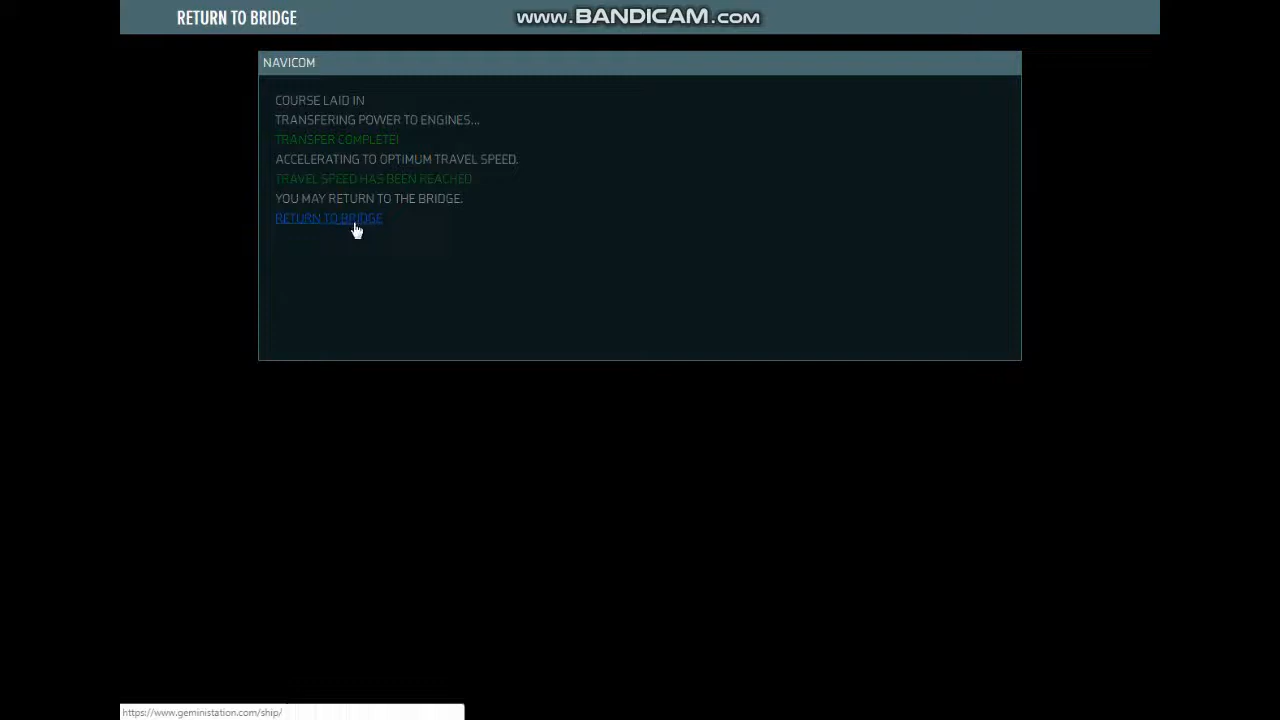 RETURN TO BRIDGE
www.BANDICAM.com
NAVICOM
COURSE LAID IN
TRANSFERING POWER TO ENGINES...
TRANSFER COMPLETE!
ACCELERATING TO OPTIMUM TRAVEL SPEED.
TRAVEL SPEED HAS BEEN REACHED
YOU MAY RETURN TO THE BRIDGE.
RETURN TO BRIDGE
https://www.geministation.com/ship/